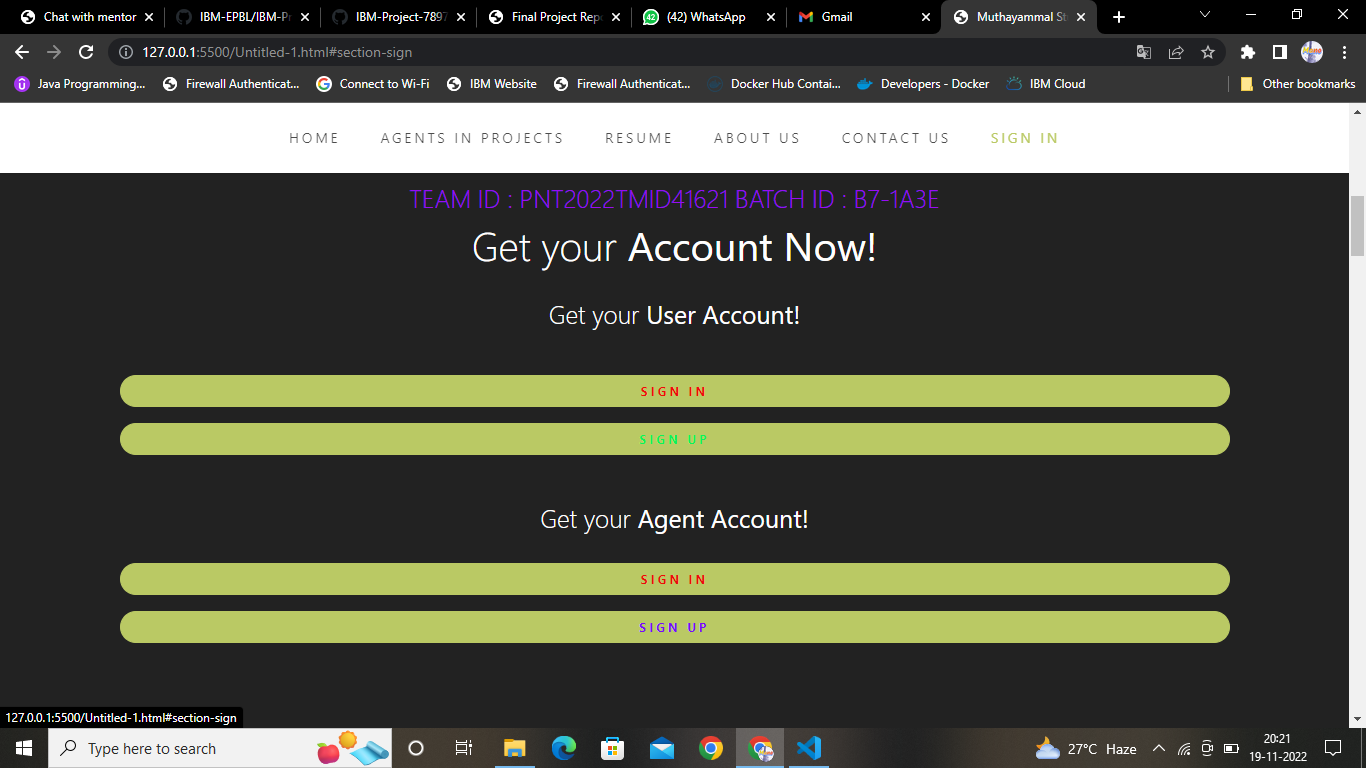 Chat with mentor
IBM-EPBL/IBM-Pr
IBM-Project-7897
Final Project Repo
42
(42) WhatsApp
Gmail
Muthayammal St
127.0.0.1:5500/Untitled-1.html#section-sign
Java Programming...
Firewall Authenticat...
Connect to Wi-Fi
IBM Website
Firewall Authenticat...
Docker Hub Contai...
Developers - Docker
IBM Cloud
Other bookmarks
HOME
AGENTS IN PROJECTS
RESUME
ABOUT US
CONTACT US
SIGN IN
TEAM ID : PNT2022TMID41621 BATCH ID : B7-1A3E
Get your Account Now!
Get your User Account!
SIGN IN
SIGN UP
Get your Agent Account!
SIGN IN
SIGN UP
127.0.0.1:5500/Untitled-1.html#section-sign
Type here to search
27°C Haze
20:21
19-11-2022